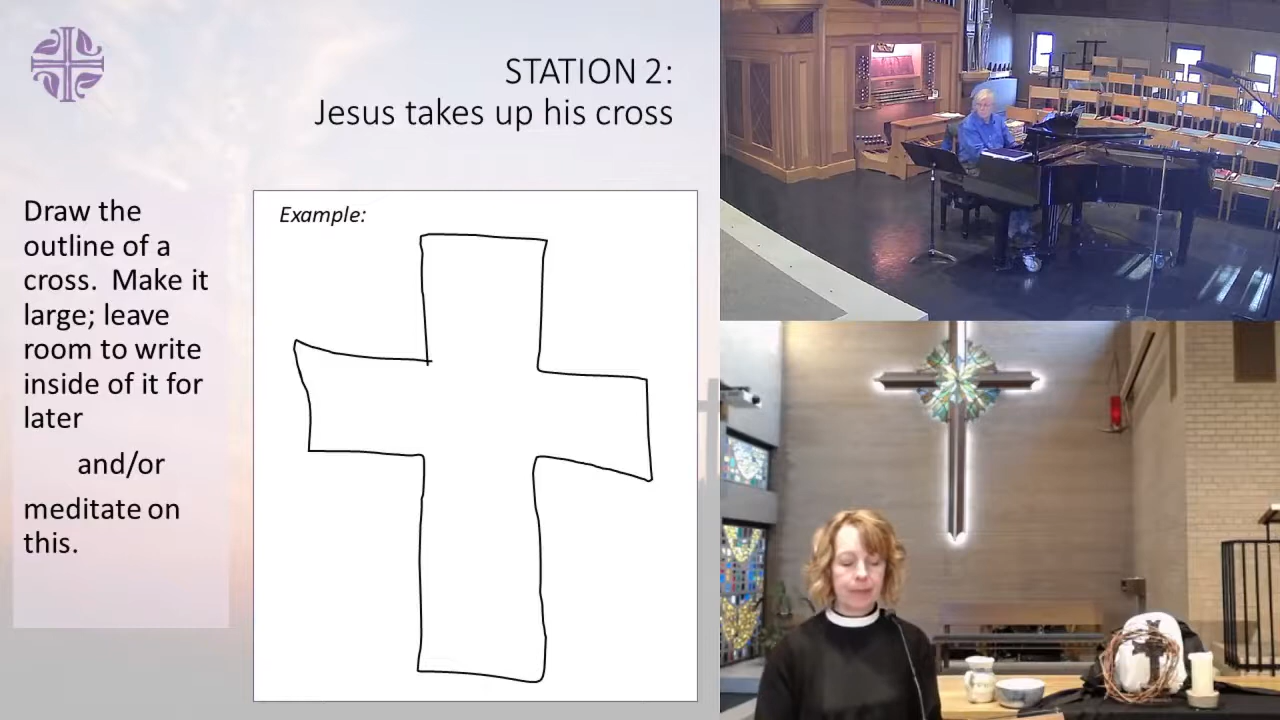 STATION 2:
Jesus takes up his cross
Draw the
outline of a
cross.  Make it
large; leave
room to write
inside of it for
later
and/or
meditate on
this.
Example: